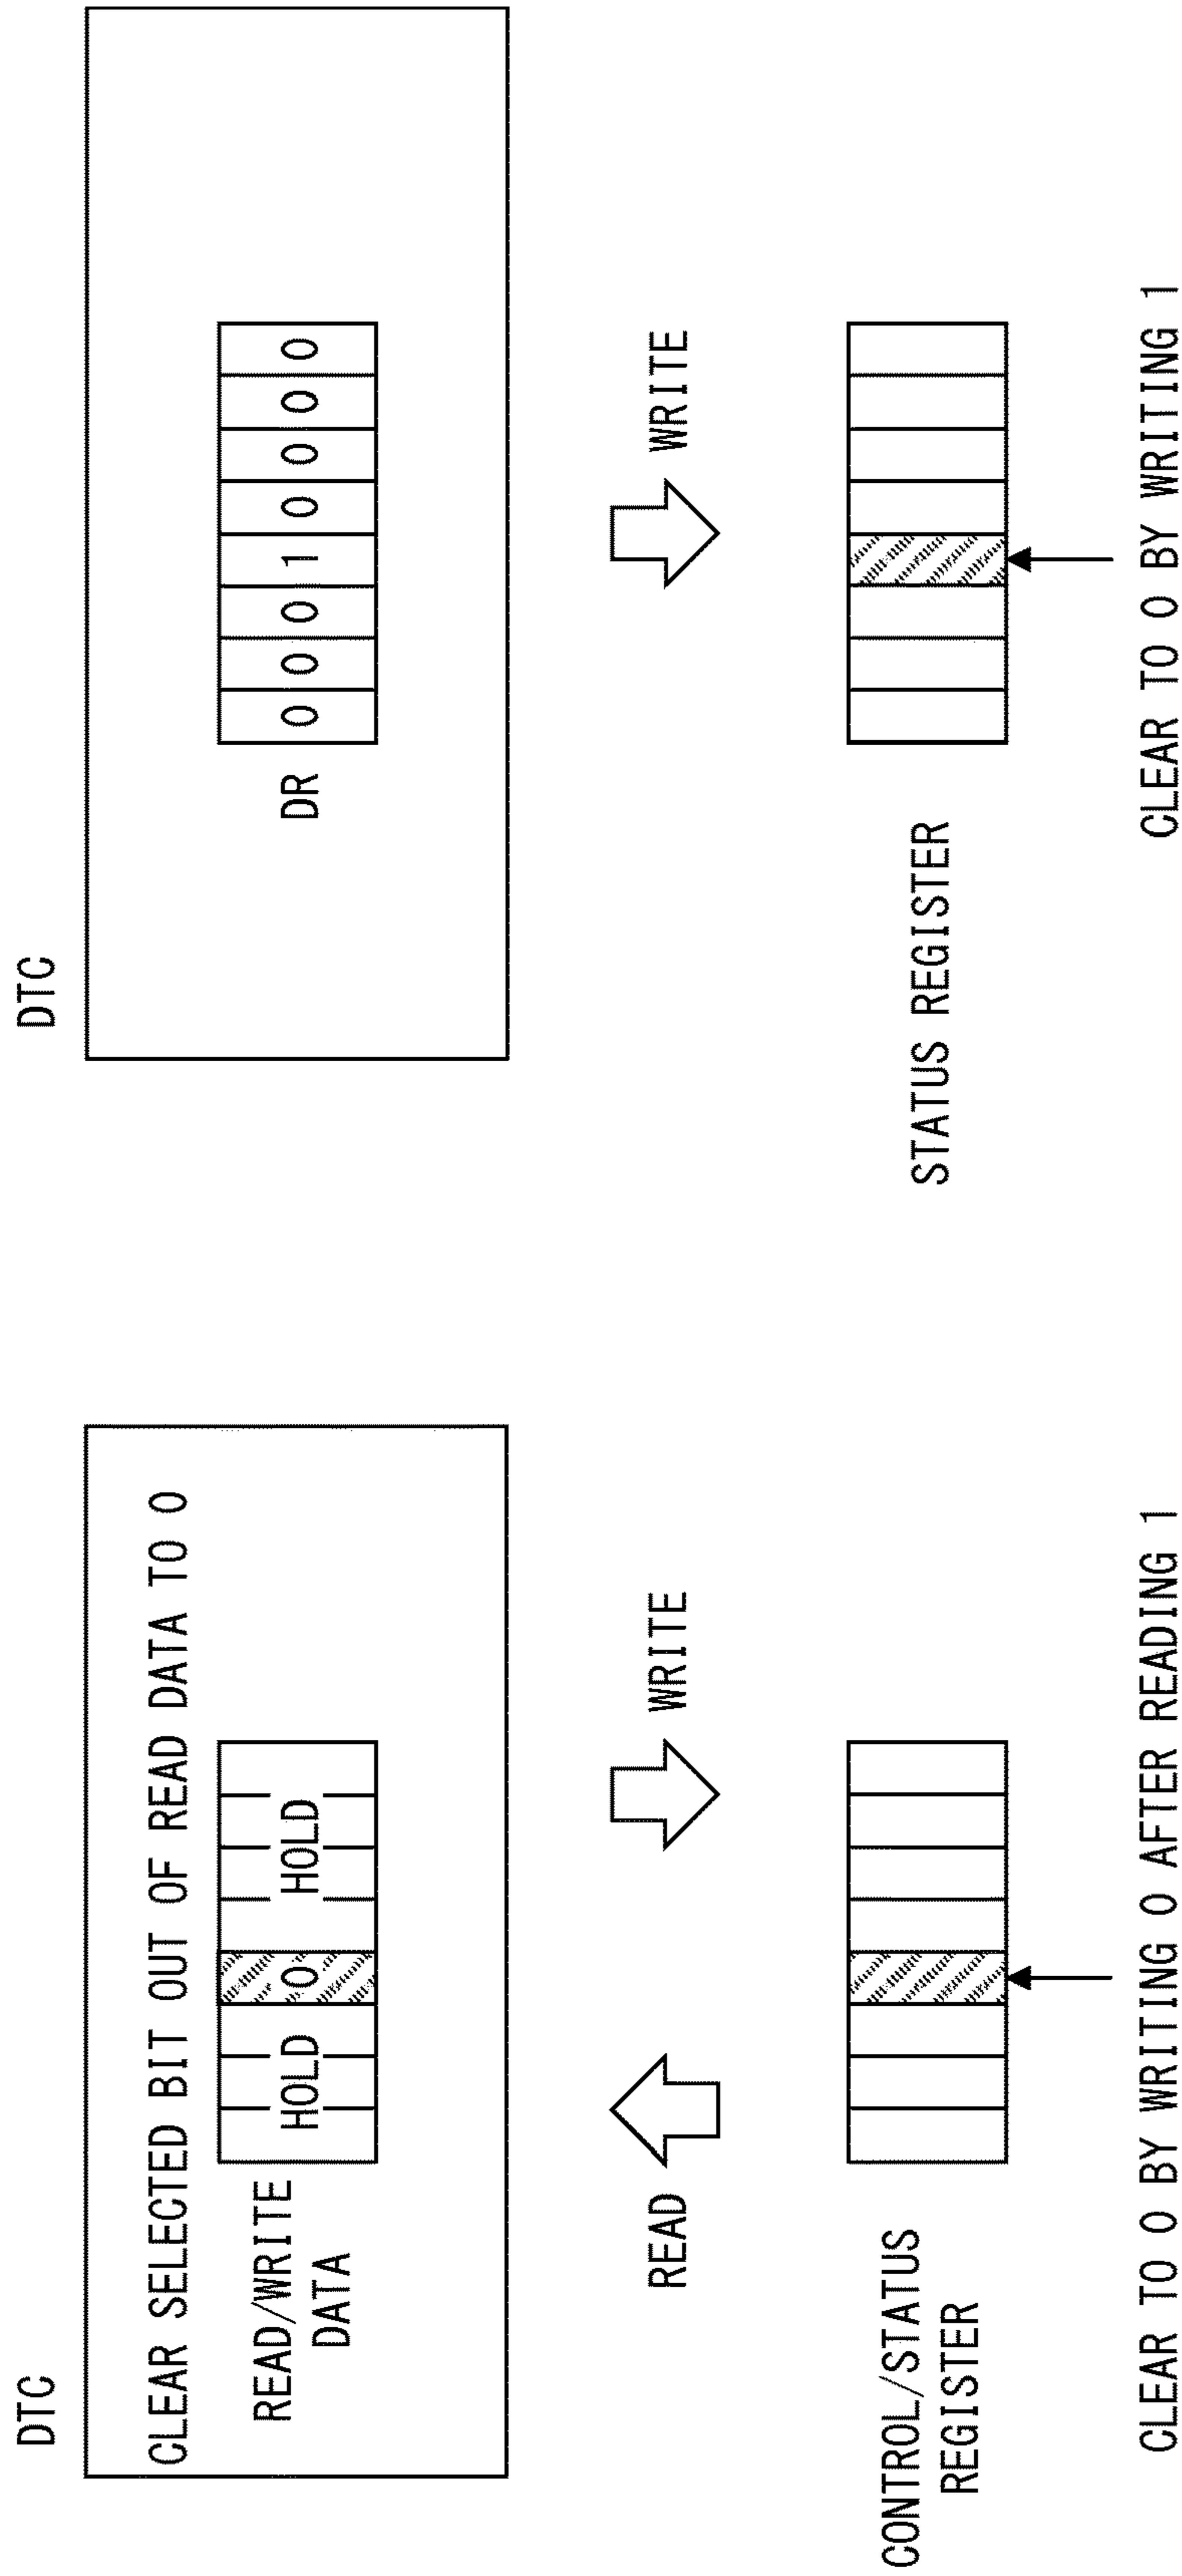 DTC
CLEAR SELECTED BIT OUT OF READ DATA TO 0
READ/WRITE
DATA
HOLD 0 HOLD
READ
WRITE
CONTROL/STATUS
REGISTER
CLEAR TO 0 BY WRITING 0 AFTER READING 1
DTC
DR 0 0 0 1 0 0 0 0
WRITE
STATUS REGISTER
CLEAR TO 0 BY WRITING 1